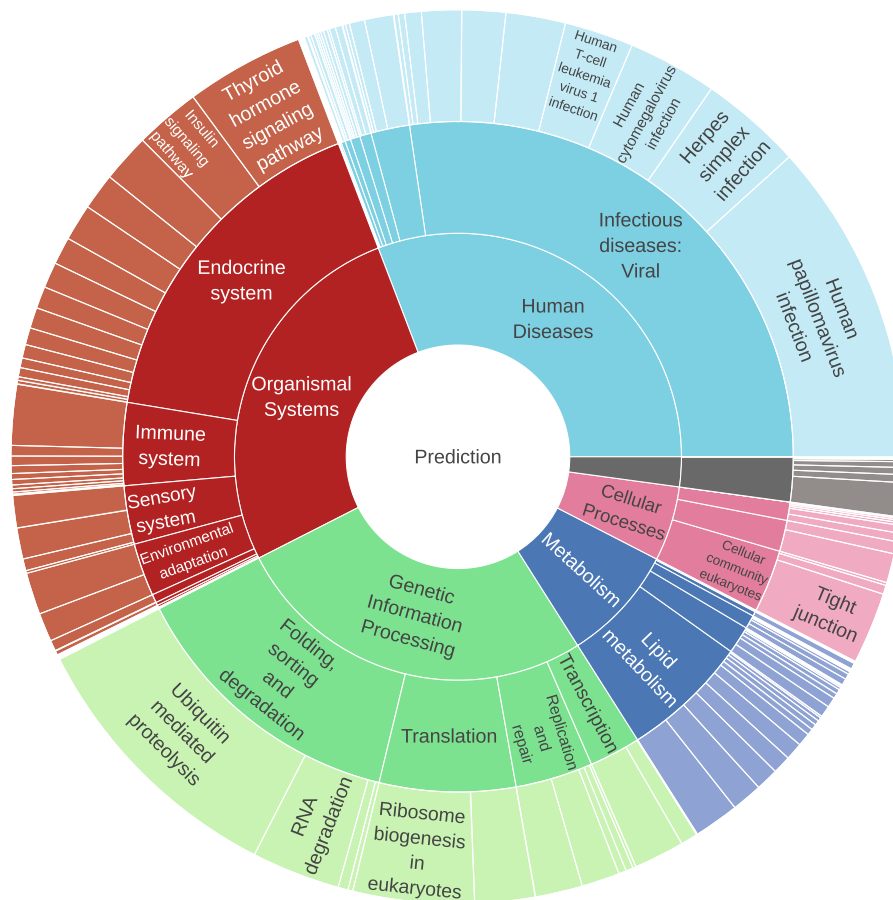 Human
T-cell
leukemia
virus 1
infection
Human
cytomegalovirus
infection
Herpes
simplex
infection
Human
papillomavirus
infection
Thyroid
hormone
signaling
pathway
Insulin
signaling
pathway
Infectious
diseases:
Viral
Human
Diseases
Endocrine
system
Organismal
Systems
Immune
system
Sensory
system
Environmental
adaptation
Prediction
Cellular
Processes
Cellular
community
eukaryotes
Tight
junction
Metabolism
Lipid
metabolism
Genetic
Information
Processing
Folding,
sorting
and
degradation
Translation
Replication
and
repair
Transcription
Ubiquitin
mediated
proteolysis
RNA
degradation
Ribosome
biogenesis
in
eukaryotes